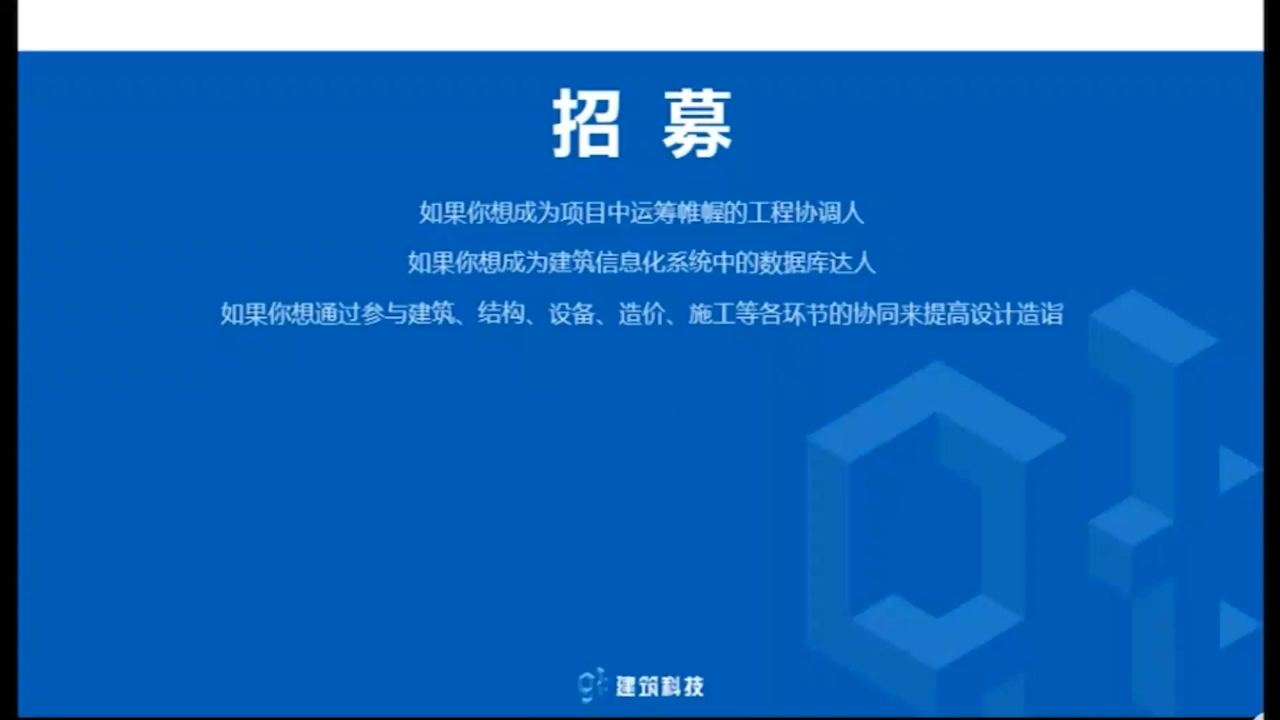 招 募
如果你想成为项目中运筹帷幄的工程协调人
如果你想成为建筑信息化系统中的数据库达人
如果你想通过参与建筑、结构、设备、造价、施工等各环节的协同来提高设计造诣
建筑科技